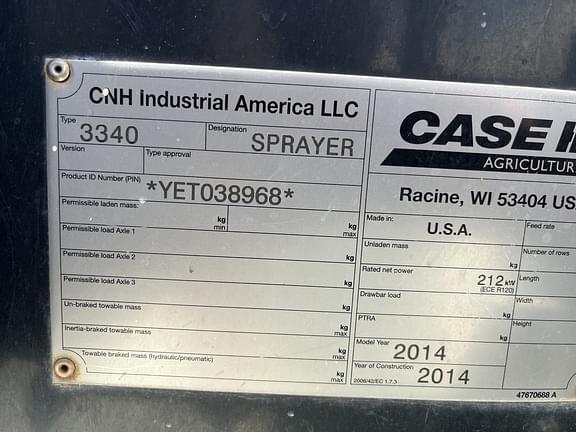 CNH Industrial America LLC
Type
3340
Designation
SPRAYER
Version
Type approval
Product ID Number (PIN)
*YET038968*
Permissible laden mass:
kg
min
kg
max
Permissible load Axle 1
kg
Permissible load Axle 2
kg
Permissible load Axle 3
kg
Un-braked towable mass
kg
Inertia-braked towable mass
kg
max
Towable braked mass (hydraulic/pneumatic)
kg
max
kg
max
CASE I
AGRICULTUR
Racine, WI 53404 US
Made in:
U.S.A.
Feed rate
Unladen mass
kg
Number of rows
Rated net power
212 kW
(ECE R120)
Length
Drawbar load
kg
Width
PTRA
kg
Height
Model Year
2014
Year of Construction
2006/42/EC 1.7.3
2014
47670688 A